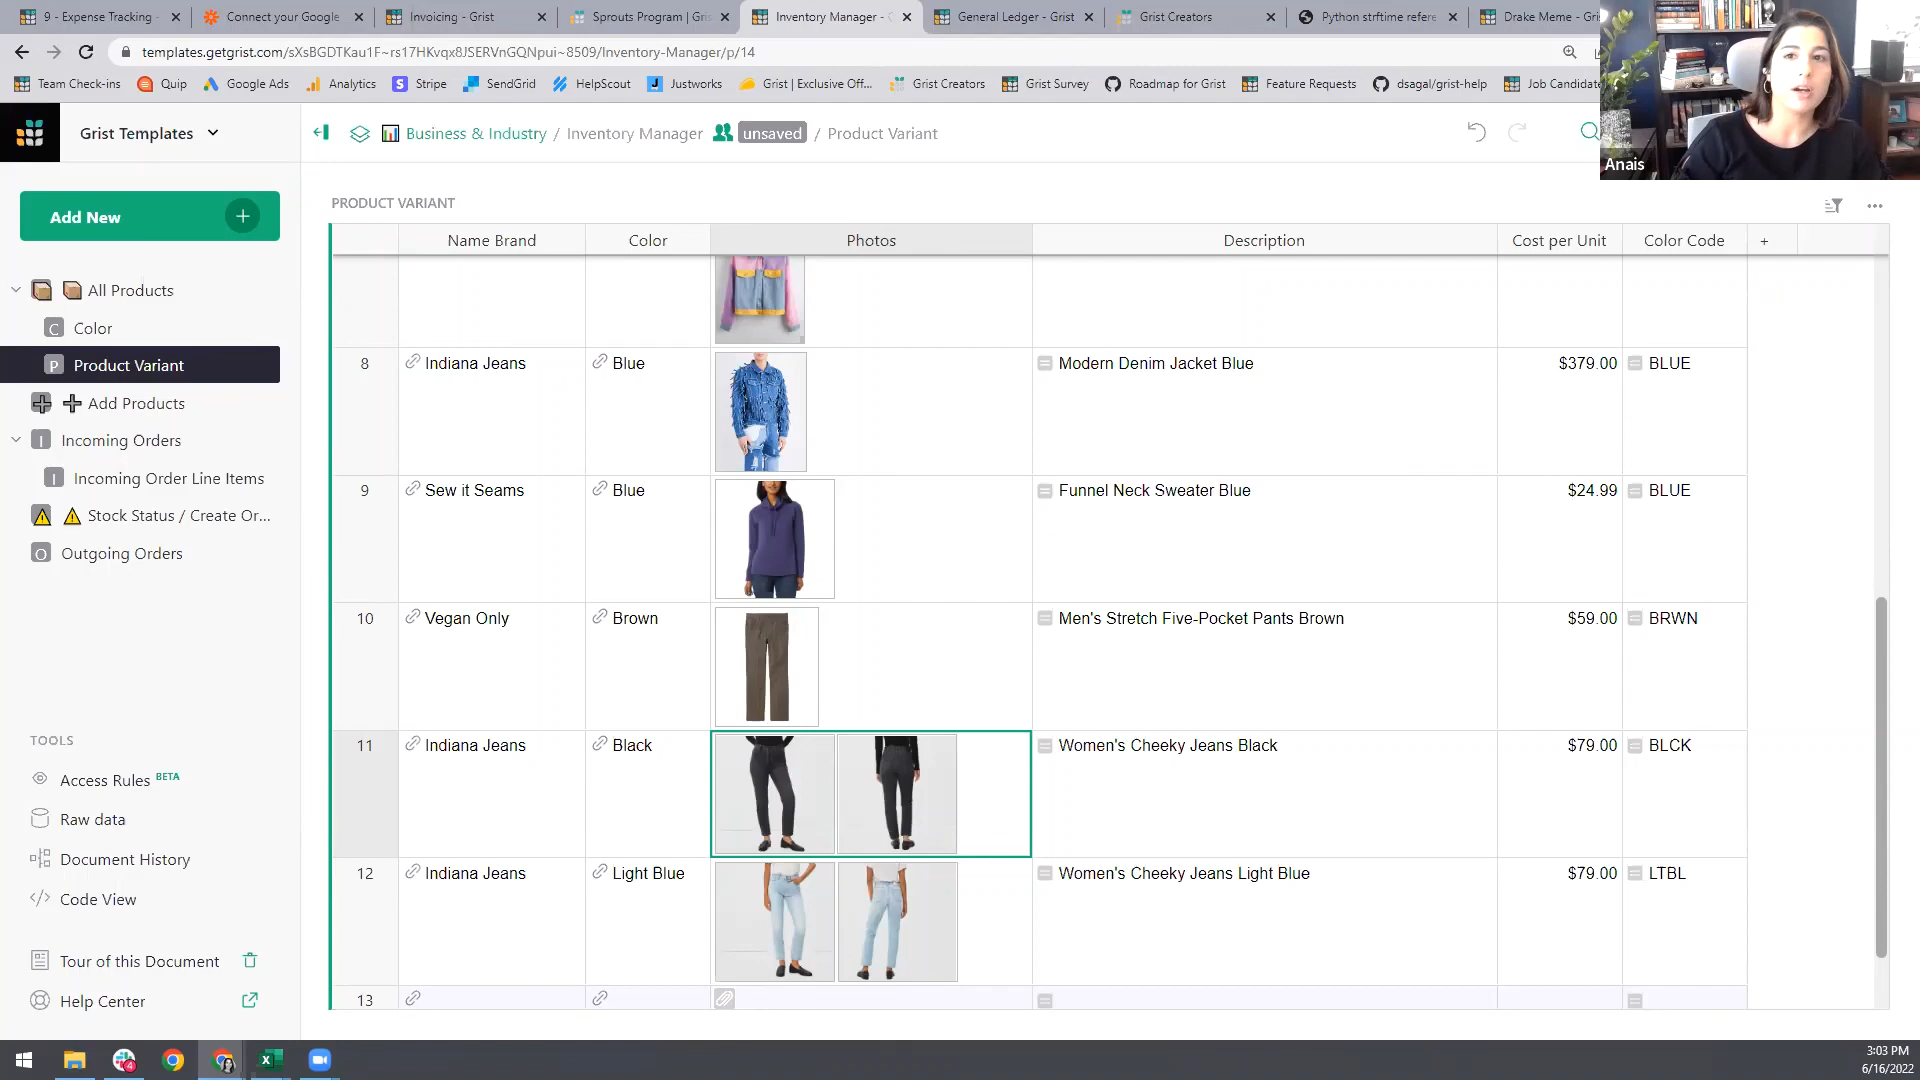 9 - Expense Tracking -
Connect your Google
Invoicing - Grist
Sprouts Program | Gri
Inventory Manager -
General Ledger - Grist
Grist Creators
Python strftime refere
Drake Meme - Gri
templates.getgrist.com/sXsBGDTKau1F~rs17HKvqx8JSERVnGQNpui~8509/Inventory-Manager/p/14
Team Check-ins
Quip
Google Ads
Analytics
Stripe
SendGrid
HelpScout
Justworks
Grist | Exclusive Off...
Grist Creators
Grist Survey
Roadmap for Grist
Feature Requests
dsagal/grist-help
Job Candidate
Anais
Grist Templates
Business & Industry / Inventory Manager unsaved / Product Variant
Add New +
All Products
C Color
P Product Variant
Add Products
I Incoming Orders
I Incoming Order Line Items
Stock Status / Create Or...
O Outgoing Orders
TOOLS
Access Rules BETA
Raw data
Document History
Code View
Tour of this Document
Help Center
PRODUCT VARIANT
Name Brand Color Photos Description Cost per Unit Color Code +
8 Indiana Jeans Blue Modern Denim Jacket Blue $379.00 BLUE
9 Sew it Seams Blue Funnel Neck Sweater Blue $24.99 BLUE
10 Vegan Only Brown Men's Stretch Five-Pocket Pants Brown $59.00 BRWN
11 Indiana Jeans Black Women's Cheeky Jeans Black $79.00 BLCK
12 Indiana Jeans Light Blue Women's Cheeky Jeans Light Blue $79.00 LTBL
13
4
3:03 PM
6/16/2022